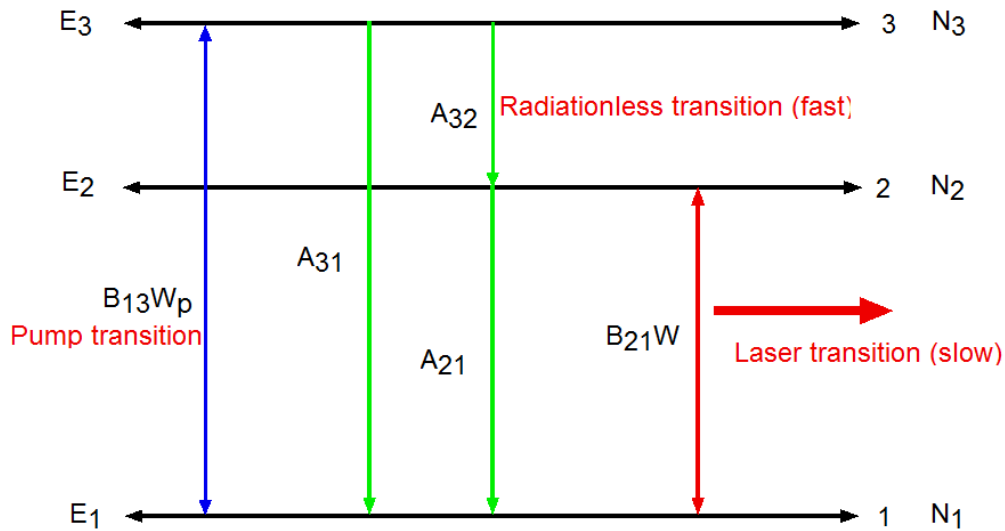 E3 3 N3
A32 Radiationless transition (fast)
E2 2 N2
A31
B13Wp
Pump transition
B21W
Laser transition (slow)
A21
E1 1 N1